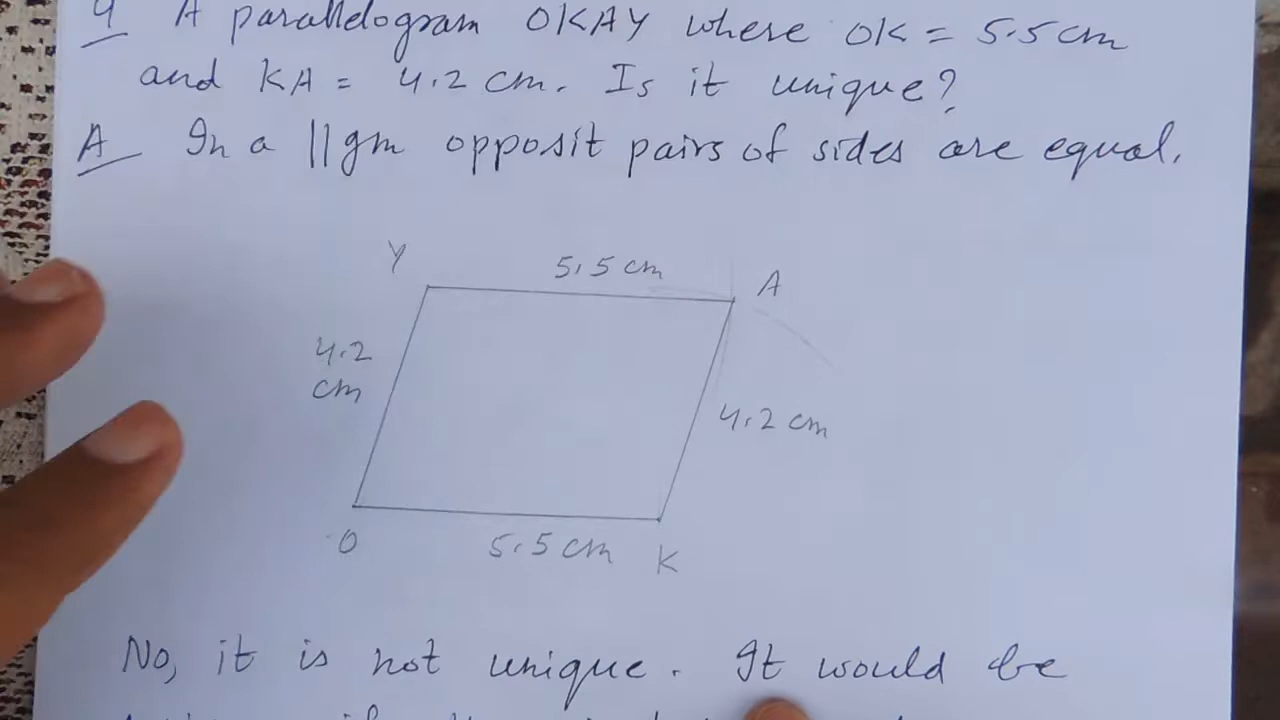 Q A parallelogram OKAY where OK = 5.5 cm
and KA = 4.2 cm. Is it unique?
A In a ||gm opposit pairs of sides are equal.
Y 5.5 cm A
4.2
cm
4.2 cm
O 5.5 cm K
No, it is not unique. It would be